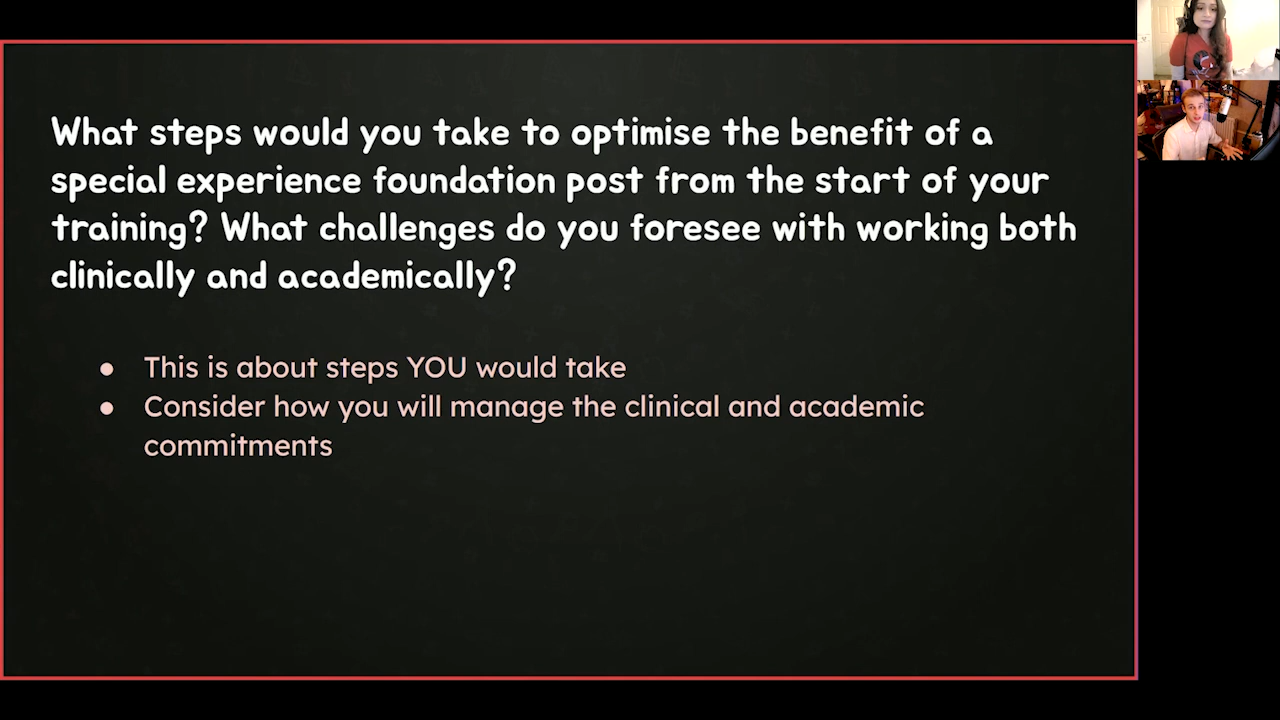 What steps would you take to optimise the benefit of a
special experience foundation post from the start of your
training? What challenges do you foresee with working both
clinically and academically?
● This is about steps YOU would take
● Consider how you will manage the clinical and academic
commitments